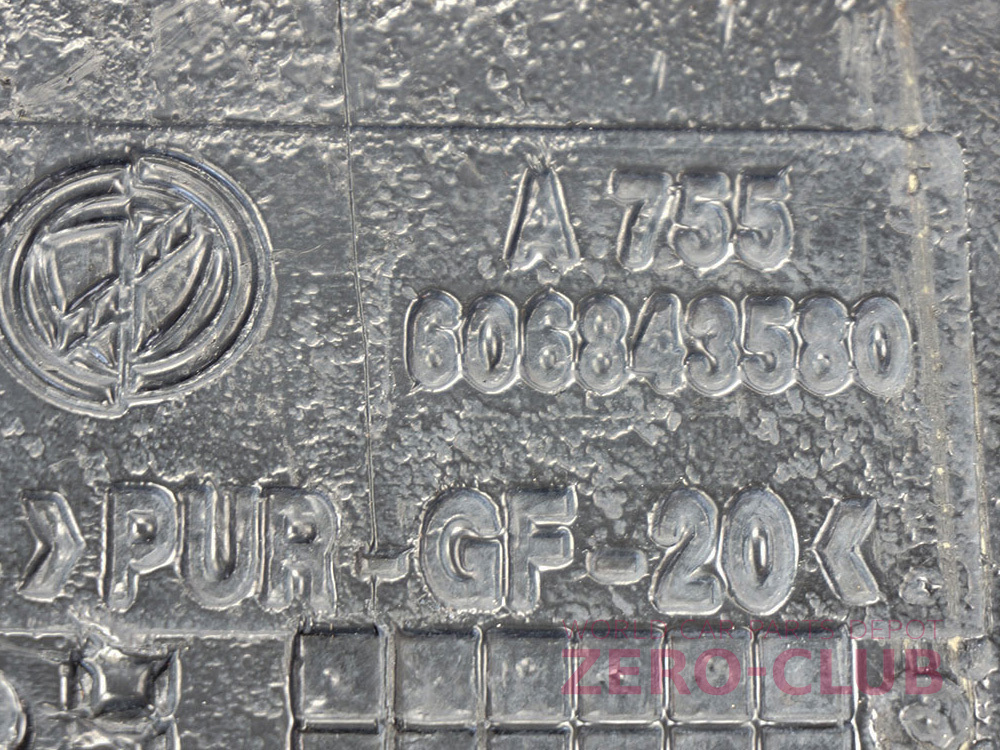 A.755
606843580
>PUR-GF-20<
WORLD CAR PARTS DEPOT
ZERO-CLUB